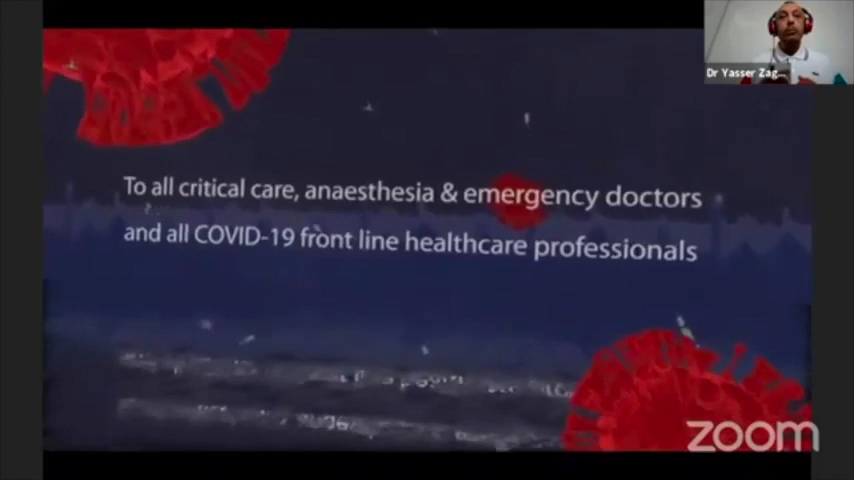 Dr Yasser Zag...
To all critical care, anaesthesia & emergency doctors
and all COVID-19 front line healthcare professionals
zoom